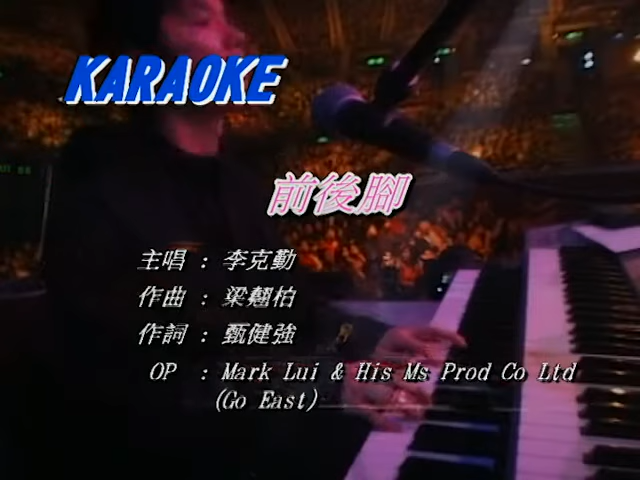 KARAOKE
前後腳
主唱 : 李克勤
作曲 : 梁翹柏
作詞 : 甄健強
OP : Mark Lui & His Ms Prod Co Ltd
(Go East)